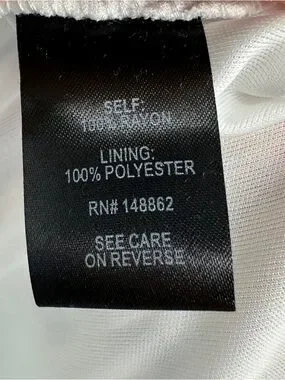 SELF:
100% RAYON
LINING:
100% POLYESTER
RN# 148862
SEE CARE
ON REVERSE